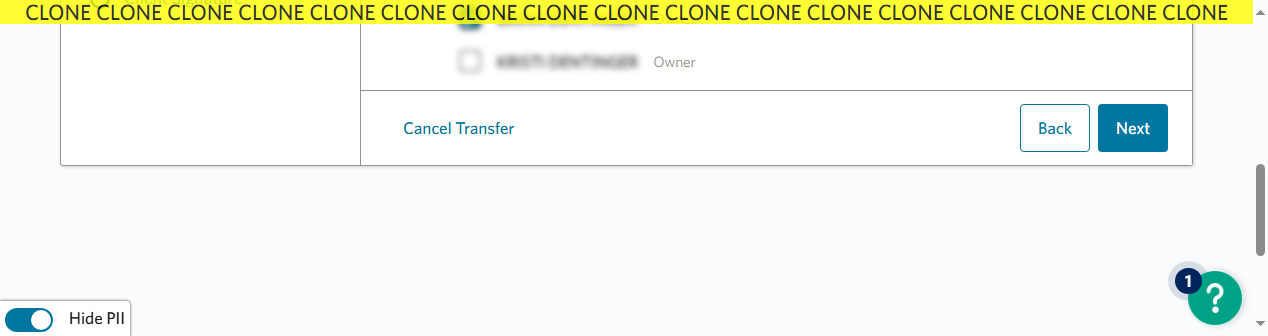 CLONE CLONE CLONE CLONE CLONE CLONE CLONE CLONE CLONE CLONE CLONE CLONE CLONE CLONE CLONE CLONE CLONE
Owner
Cancel Transfer
Back
Next
1
?
Hide PII